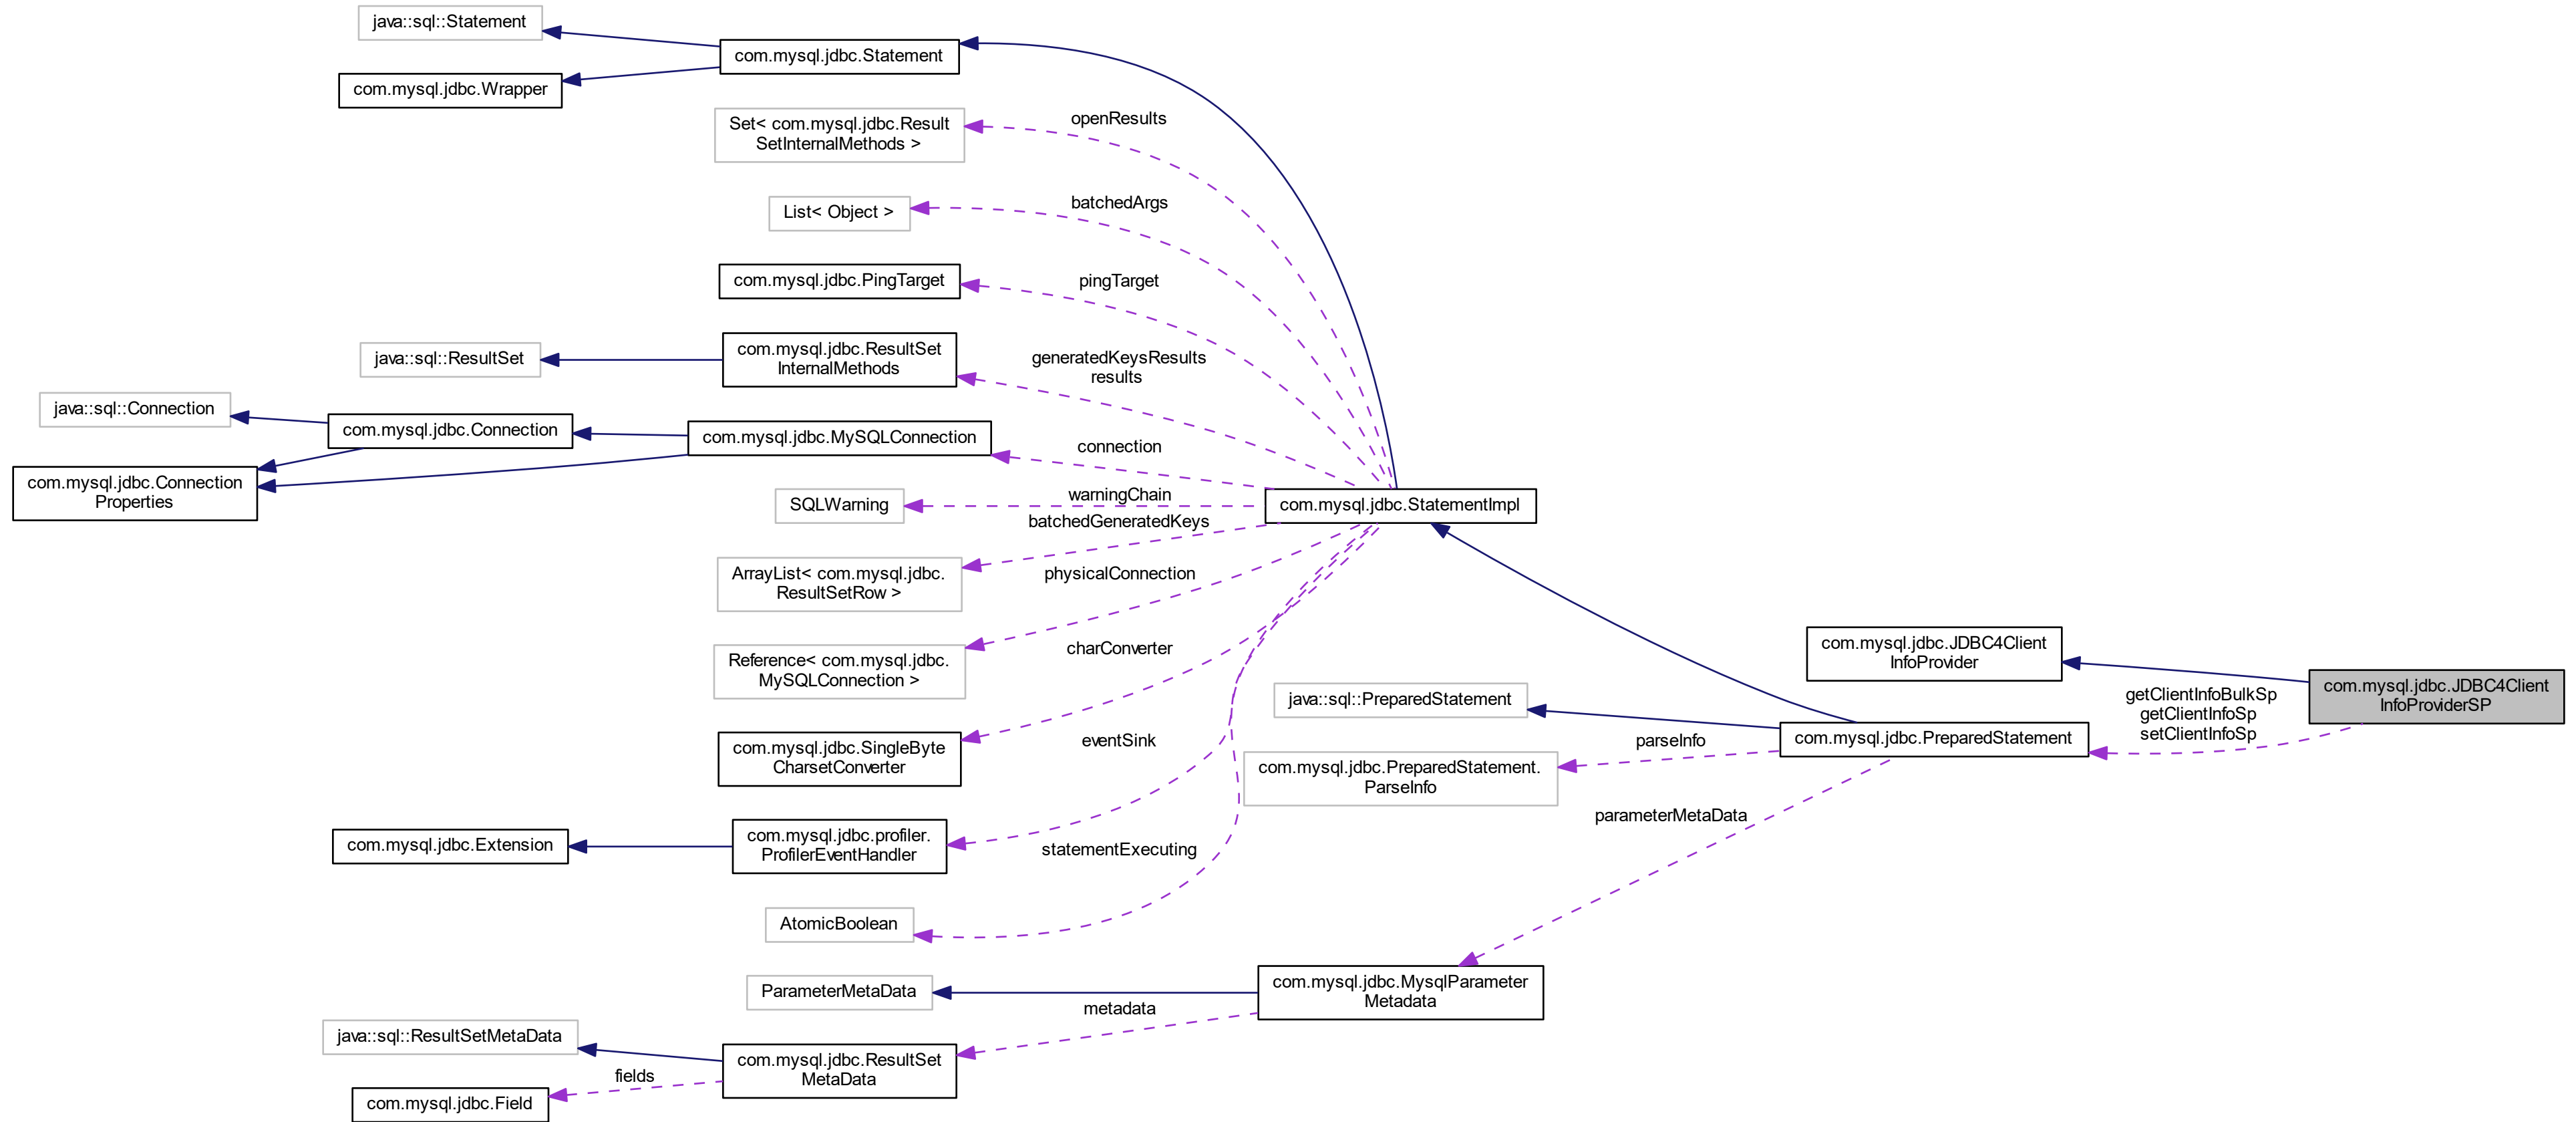 java::sql::Statement
com.mysql.jdbc.Statement
com.mysql.jdbc.Wrapper
Set< com.mysql.jdbc.Result
SetInternalMethods >
openResults
List< Object >
batchedArgs
com.mysql.jdbc.PingTarget
pingTarget
java::sql::ResultSet
com.mysql.jdbc.ResultSet
InternalMethods
generatedKeysResults
results
java::sql::Connection
com.mysql.jdbc.Connection
com.mysql.jdbc.MySQLConnection
connection
com.mysql.jdbc.Connection
Properties
SQLWarning
warningChain
com.mysql.jdbc.StatementImpl
batchedGeneratedKeys
ArrayList< com.mysql.jdbc.
ResultSetRow >
physicalConnection
Reference< com.mysql.jdbc.
MySQLConnection >
charConverter
com.mysql.jdbc.JDBC4Client
InfoProvider
com.mysql.jdbc.JDBC4Client
InfoProviderSP
java::sql::PreparedStatement
getClientInfoBulkSp
getClientInfoSp
setClientInfoSp
com.mysql.jdbc.PreparedStatement
parseInfo
com.mysql.jdbc.PreparedStatement.
ParseInfo
com.mysql.jdbc.SingleByte
CharsetConverter
eventSink
parameterMetaData
com.mysql.jdbc.Extension
com.mysql.jdbc.profiler.
ProfilerEventHandler
statementExecuting
AtomicBoolean
ParameterMetaData
com.mysql.jdbc.MysqlParameter
Metadata
metadata
java::sql::ResultSetMetaData
com.mysql.jdbc.ResultSet
MetaData
fields
com.mysql.jdbc.Field